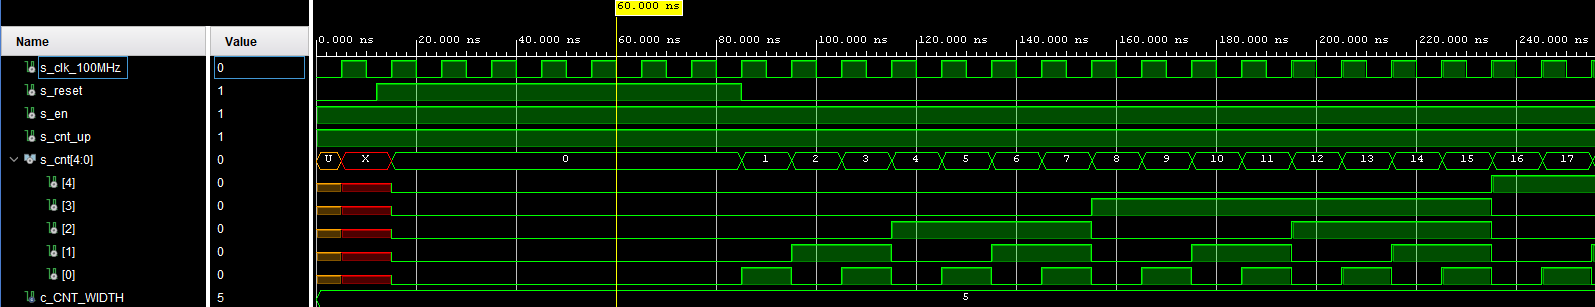 60.000 ns
Name Value
0.000 ns 20.000 ns 40.000 ns 60.000 ns 80.000 ns 100.000 ns 120.000 ns 140.000 ns 160.000 ns 180.000 ns 200.000 ns 220.000 ns 240.000 ns
s_clk_100MHz 0
s_reset 1
s_en 1
s_cnt_up 1
s_cnt[4:0] 0 U X 0 1 2 3 4 5 6 7 8 9 10 11 12 13 14 15 16 17
[4] 0
[3] 0
[2] 0
[1] 0
[0] 0
c_CNT_WIDTH 5 5